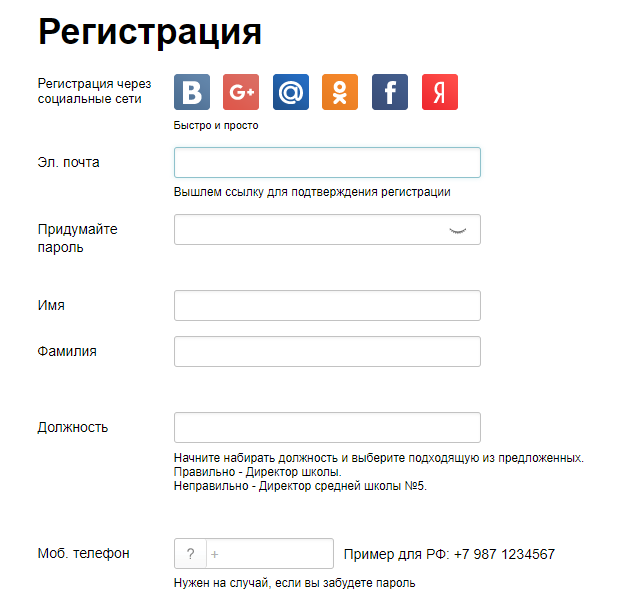 Регистрация
Регистрация через
социальные сети
B G+ @ f Я
Быстро и просто
Эл. почта
Вышлем ссылку для подтверждения регистрации
Придумайте
пароль
Имя
Фамилия
Должность
Начните набирать должность и выберите подходящую из предложенных.
Правильно - Директор школы.
Неправильно - Директор средней школы №5.
Моб. телефон
? + Пример для РФ: +7 987 1234567
Нужен на случай, если вы забудете пароль